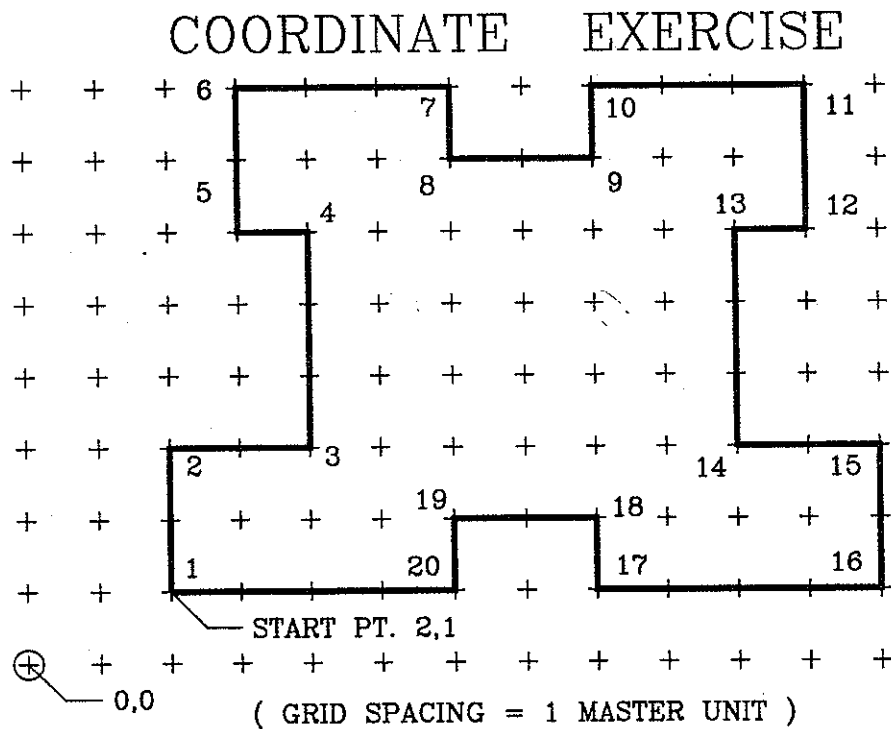 COORDINATE EXERCISE
6 7 10 11
5 8 9
4 13 12
2 3 14 15
19 18
1 20 17 16
START PT. 2,1
0,0
( GRID SPACING = 1 MASTER UNIT )